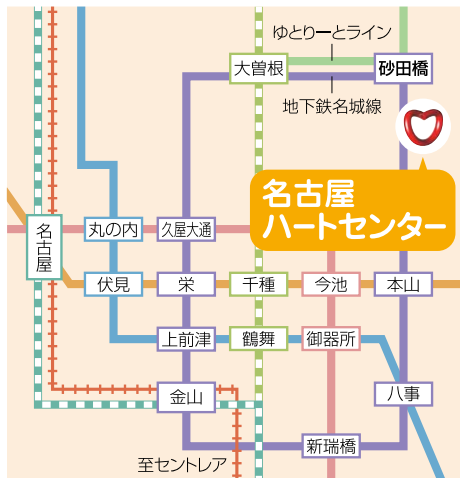 ゆとりーとライン
大曽根
砂田橋
地下鉄名城線
名古屋
ハートセンター
名古屋
丸の内
久屋大通
伏見
栄
千種
今池
本山
上前津
鶴舞
御器所
金山
八事
新瑞橋
至セントレア